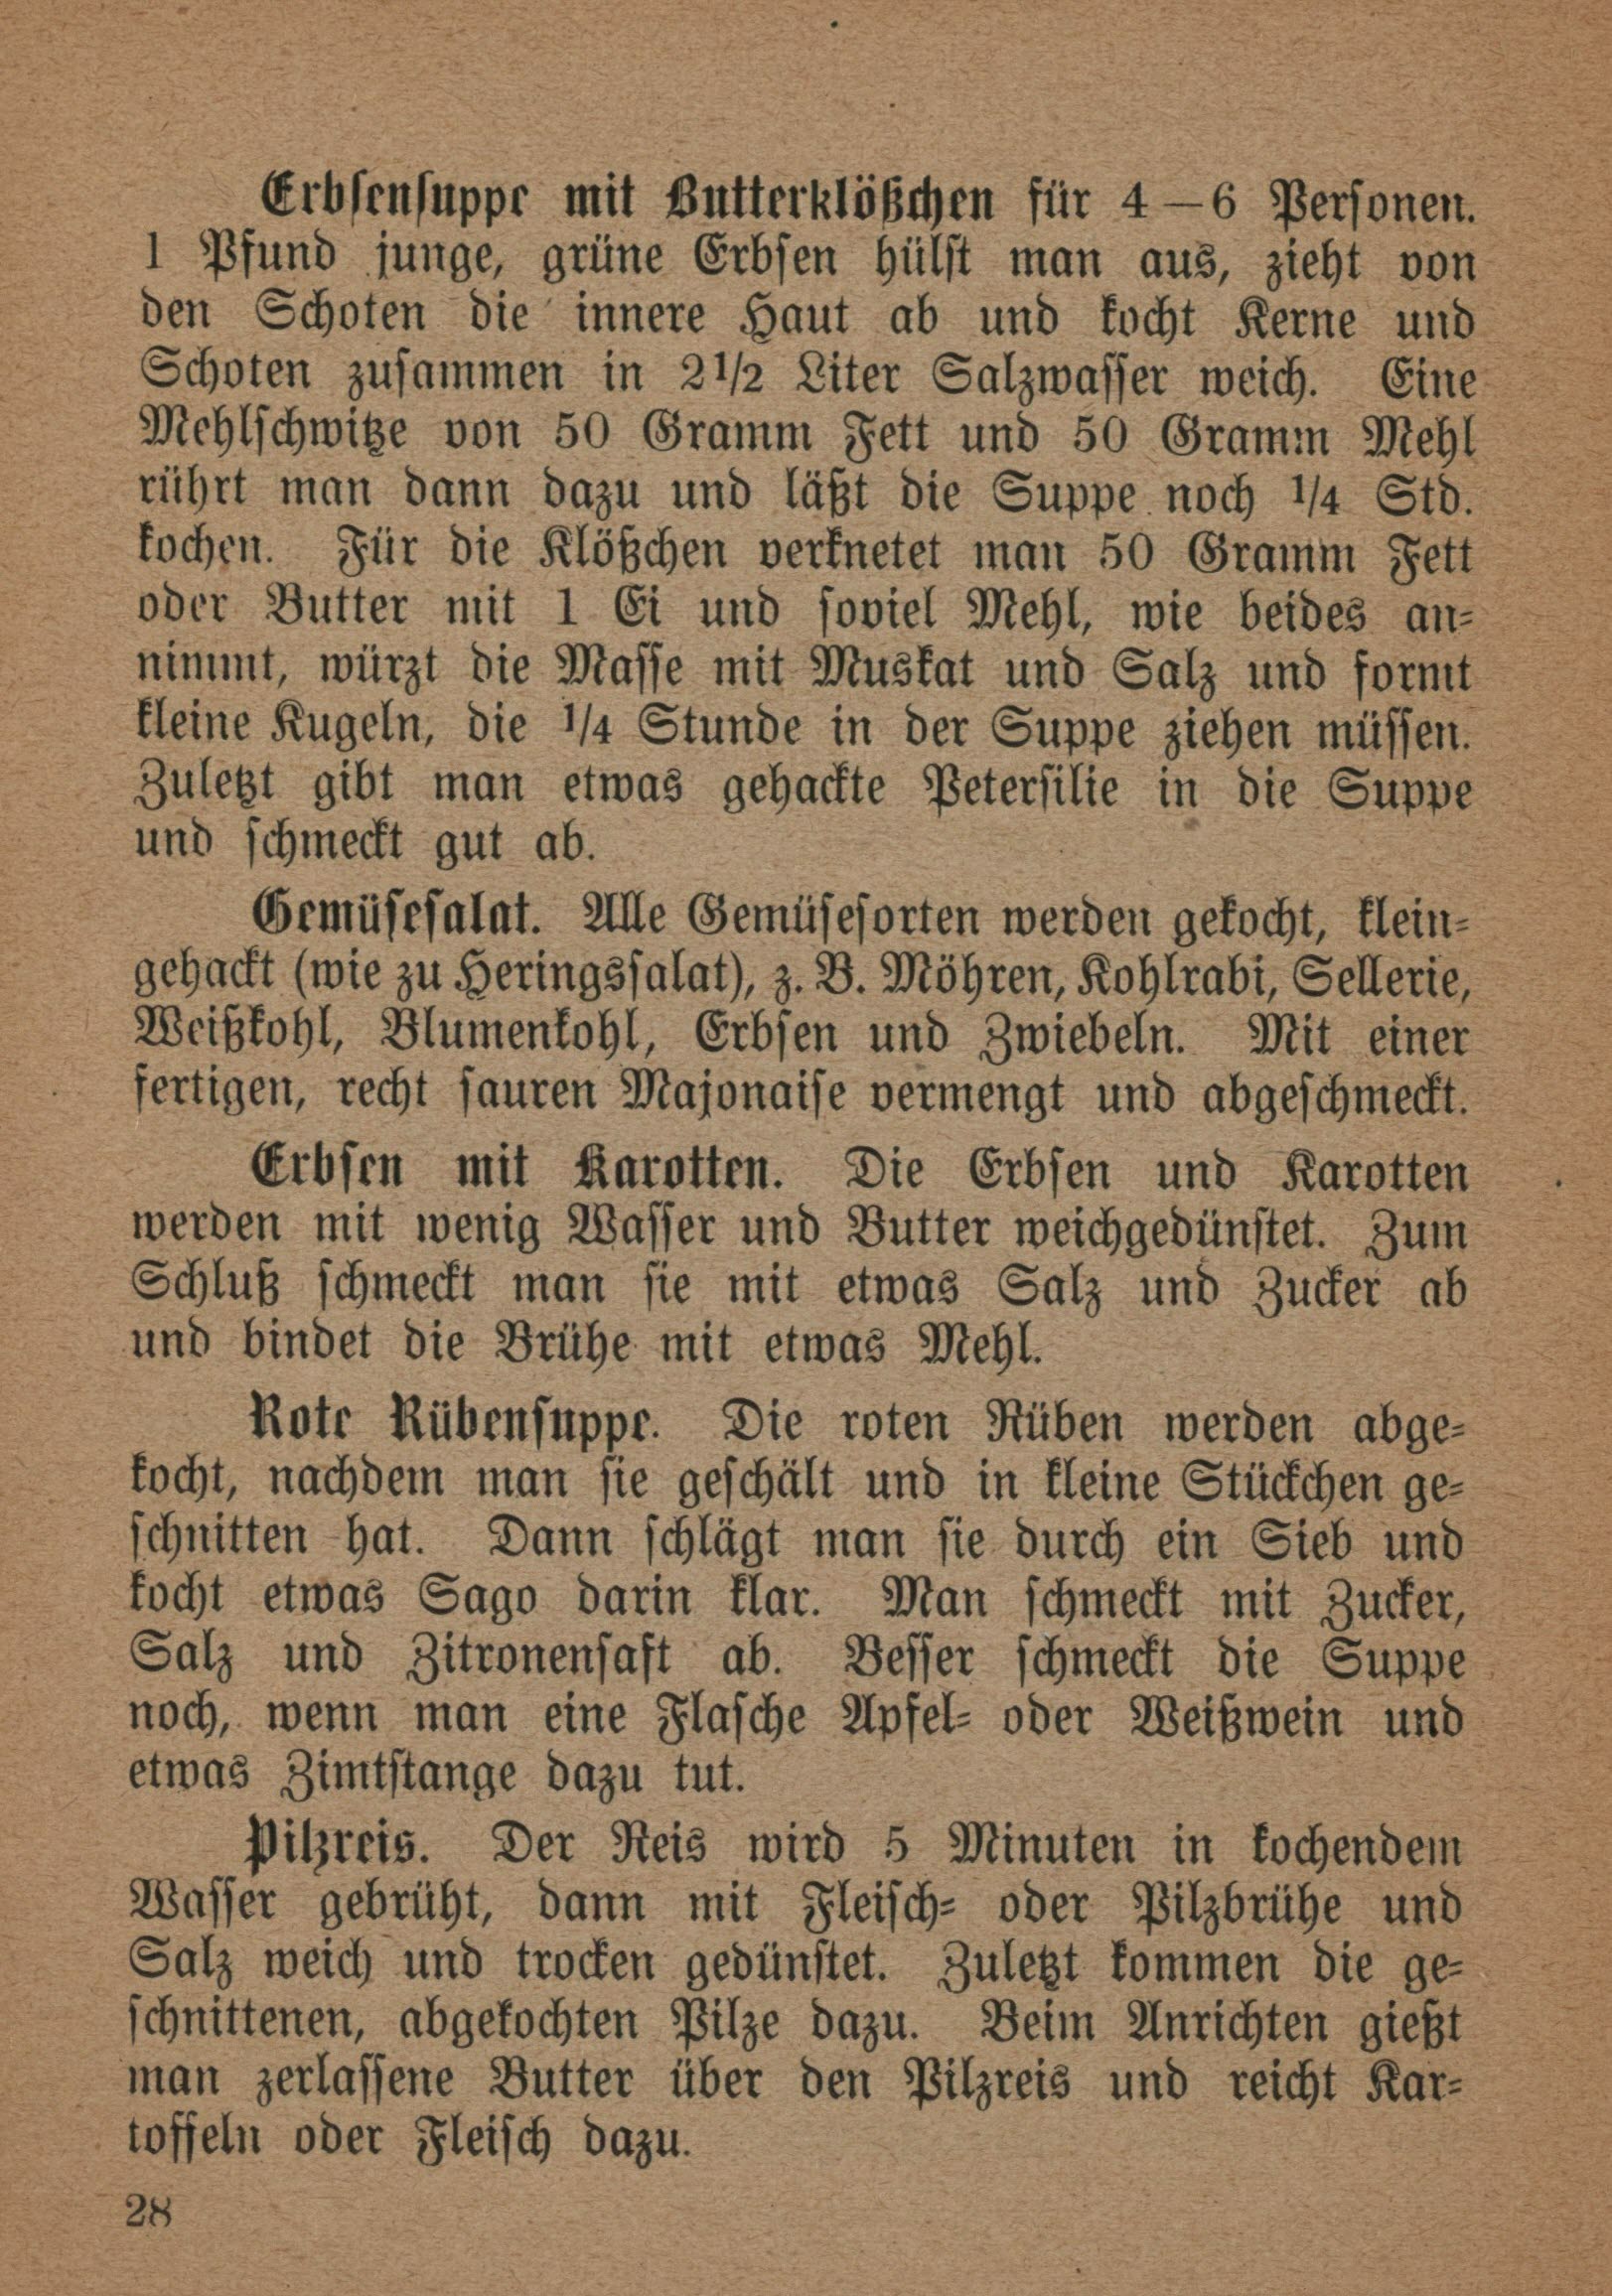 Erbsensuppe mit Butterklößchen für 4—6 Personen.
1 Pfund junge, grüne Erbsen hülst man aus, zieht von
den Schoten die innere Haut ab und kocht Kerne und
Schoten zusammen in 2 1/2 Liter Salzwasser weich. Eine
Mehlschwitze von 50 Gramm Fett und 50 Gramm Mehl
rührt man dann dazu und läßt die Suppe noch 1/4 Std.
kochen. Für die Klößchen verknetet man 50 Gramm Fett
oder Butter mit 1 Ei und soviel Mehl, wie beides an-
nimmt, würzt die Masse mit Muskat und Salz und formt
kleine Kugeln, die 1/4 Stunde in der Suppe ziehen müssen.
Zuletzt gibt man etwas gehackte Petersilie in die Suppe
und schmeckt gut ab.
Gemüsesalat. Alle Gemüsesorten werden gekocht, klein-
gehackt (wie zu Heringssalat), z. B. Möhren, Kohlrabi, Sellerie,
Weißkohl, Blumenkohl, Erbsen und Zwiebeln. Mit einer
fertigen, recht sauren Majonaise vermengt und abgeschmeckt.
Erbsen mit Karotten. Die Erbsen und Karotten
werden mit wenig Wasser und Butter weichgedünstet. Zum
Schluß schmeckt man sie mit etwas Salz und Zucker ab
und bindet die Brühe mit etwas Mehl.
Rote Rübensuppe. Die roten Rüben werden abge-
kocht, nachdem man sie geschält und in kleine Stückchen ge-
schnitten hat. Dann schlägt man sie durch ein Sieb und
kocht etwas Sago darin klar. Man schmeckt mit Zucker,
Salz und Zitronensaft ab. Besser schmeckt die Suppe
noch, wenn man eine Flasche Apfel- oder Weißwein und
etwas Zimtstange dazu tut.
Pilzreis. Der Reis wird 5 Minuten in kochendem
Wasser gebrüht, dann mit Fleisch- oder Pilzbrühe und
Salz weich und trocken gedünstet. Zuletzt kommen die ge-
schnittenen, abgekochten Pilze dazu. Beim Anrichten gießt
man zerlassene Butter über den Pilzreis und reicht Kar-
toffeln oder Fleisch dazu.
28